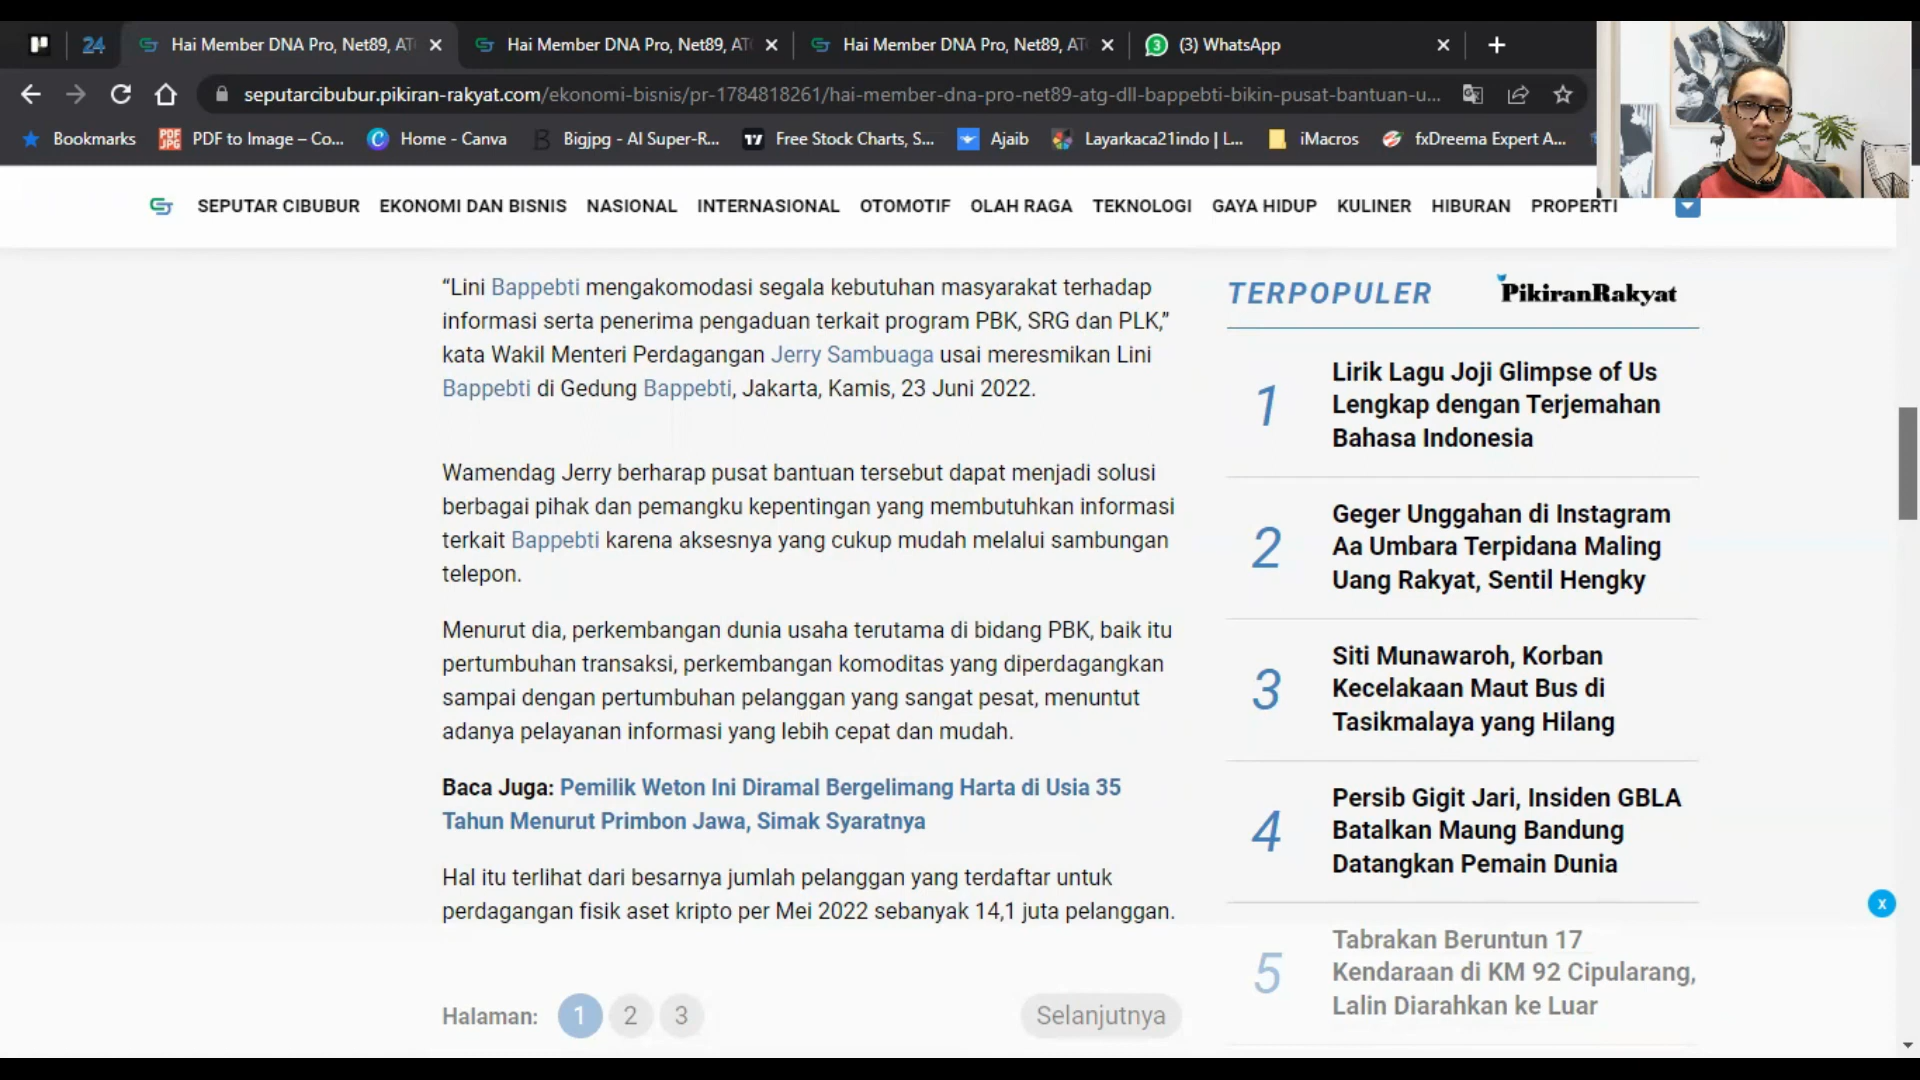 24
Hai Member DNA Pro, Net89, AT
Hai Member DNA Pro, Net89, AT
Hai Member DNA Pro, Net89, AT
3
(3) WhatsApp
seputarcibubur.pikiran-rakyat.com/ekonomi-bisnis/pr-1784818261/hai-member-dna-pro-net89-atg-dll-bappebti-bikin-pusat-bantuan-u...
Bookmarks
PDF to Image – Co...
Home - Canva
Bigjpg - AI Super-R...
Free Stock Charts, S...
Ajaib
Layarkaca21indo | L...
iMacros
fxDreema Expert A...
SEPUTAR CIBUBUR EKONOMI DAN BISNIS NASIONAL INTERNASIONAL OTOMOTIF OLAH RAGA TEKNOLOGI GAYA HIDUP KULINER HIBURAN PROPERTI
“Lini Bappebti mengakomodasi segala kebutuhan masyarakat terhadap
informasi serta penerima pengaduan terkait program PBK, SRG dan PLK,”
kata Wakil Menteri Perdagangan Jerry Sambuaga usai meresmikan Lini
Bappebti di Gedung Bappebti, Jakarta, Kamis, 23 Juni 2022.
Wamendag Jerry berharap pusat bantuan tersebut dapat menjadi solusi
berbagai pihak dan pemangku kepentingan yang membutuhkan informasi
terkait Bappebti karena aksesnya yang cukup mudah melalui sambungan
telepon.
Menurut dia, perkembangan dunia usaha terutama di bidang PBK, baik itu
pertumbuhan transaksi, perkembangan komoditas yang diperdagangkan
sampai dengan pertumbuhan pelanggan yang sangat pesat, menuntut
adanya pelayanan informasi yang lebih cepat dan mudah.
Baca Juga: Pemilik Weton Ini Diramal Bergelimang Harta di Usia 35
Tahun Menurut Primbon Jawa, Simak Syaratnya
Hal itu terlihat dari besarnya jumlah pelanggan yang terdaftar untuk
perdagangan fisik aset kripto per Mei 2022 sebanyak 14,1 juta pelanggan.
Halaman: 1 2 3 Selanjutnya
TERPOPULER PikiranRakyat
1
Lirik Lagu Joji Glimpse of Us
Lengkap dengan Terjemahan
Bahasa Indonesia
2
Geger Unggahan di Instagram
Aa Umbara Terpidana Maling
Uang Rakyat, Sentil Hengky
3
Siti Munawaroh, Korban
Kecelakaan Maut Bus di
Tasikmalaya yang Hilang
4
Persib Gigit Jari, Insiden GBLA
Batalkan Maung Bandung
Datangkan Pemain Dunia
5
Tabrakan Beruntun 17
Kendaraan di KM 92 Cipularang,
Lalin Diarahkan ke Luar
x